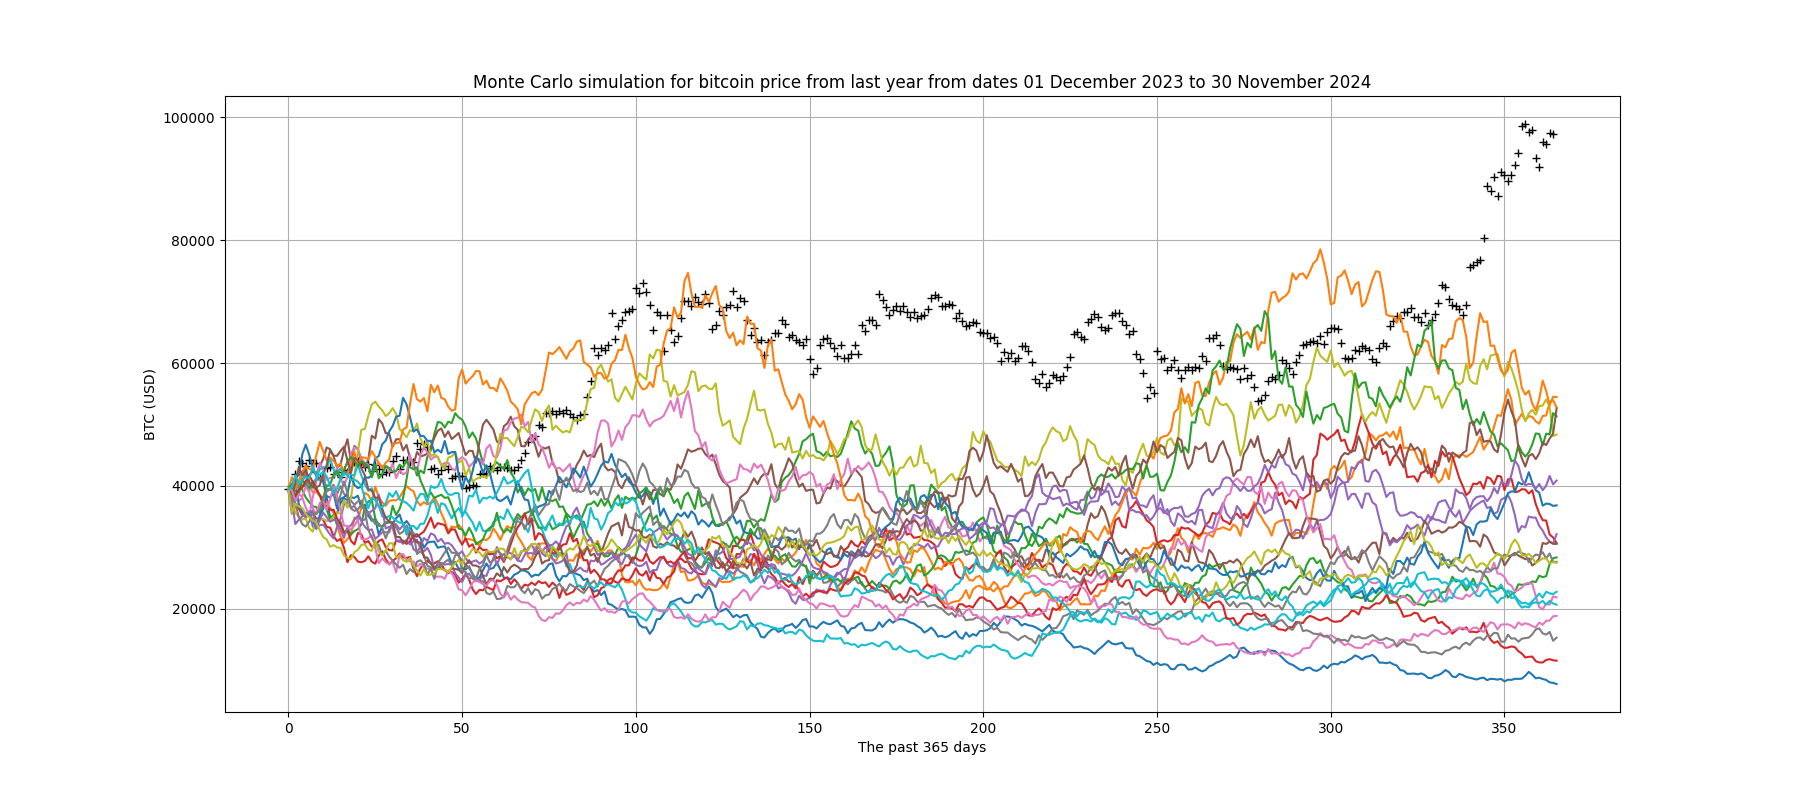 Monte Carlo simulation for bitcoin price from last year from dates 01 December 2023 to 30 November 2024
100000
80000
60000
40000
20000
BTC (USD)
0 50 100 150 200 250 300 350
The past 365 days